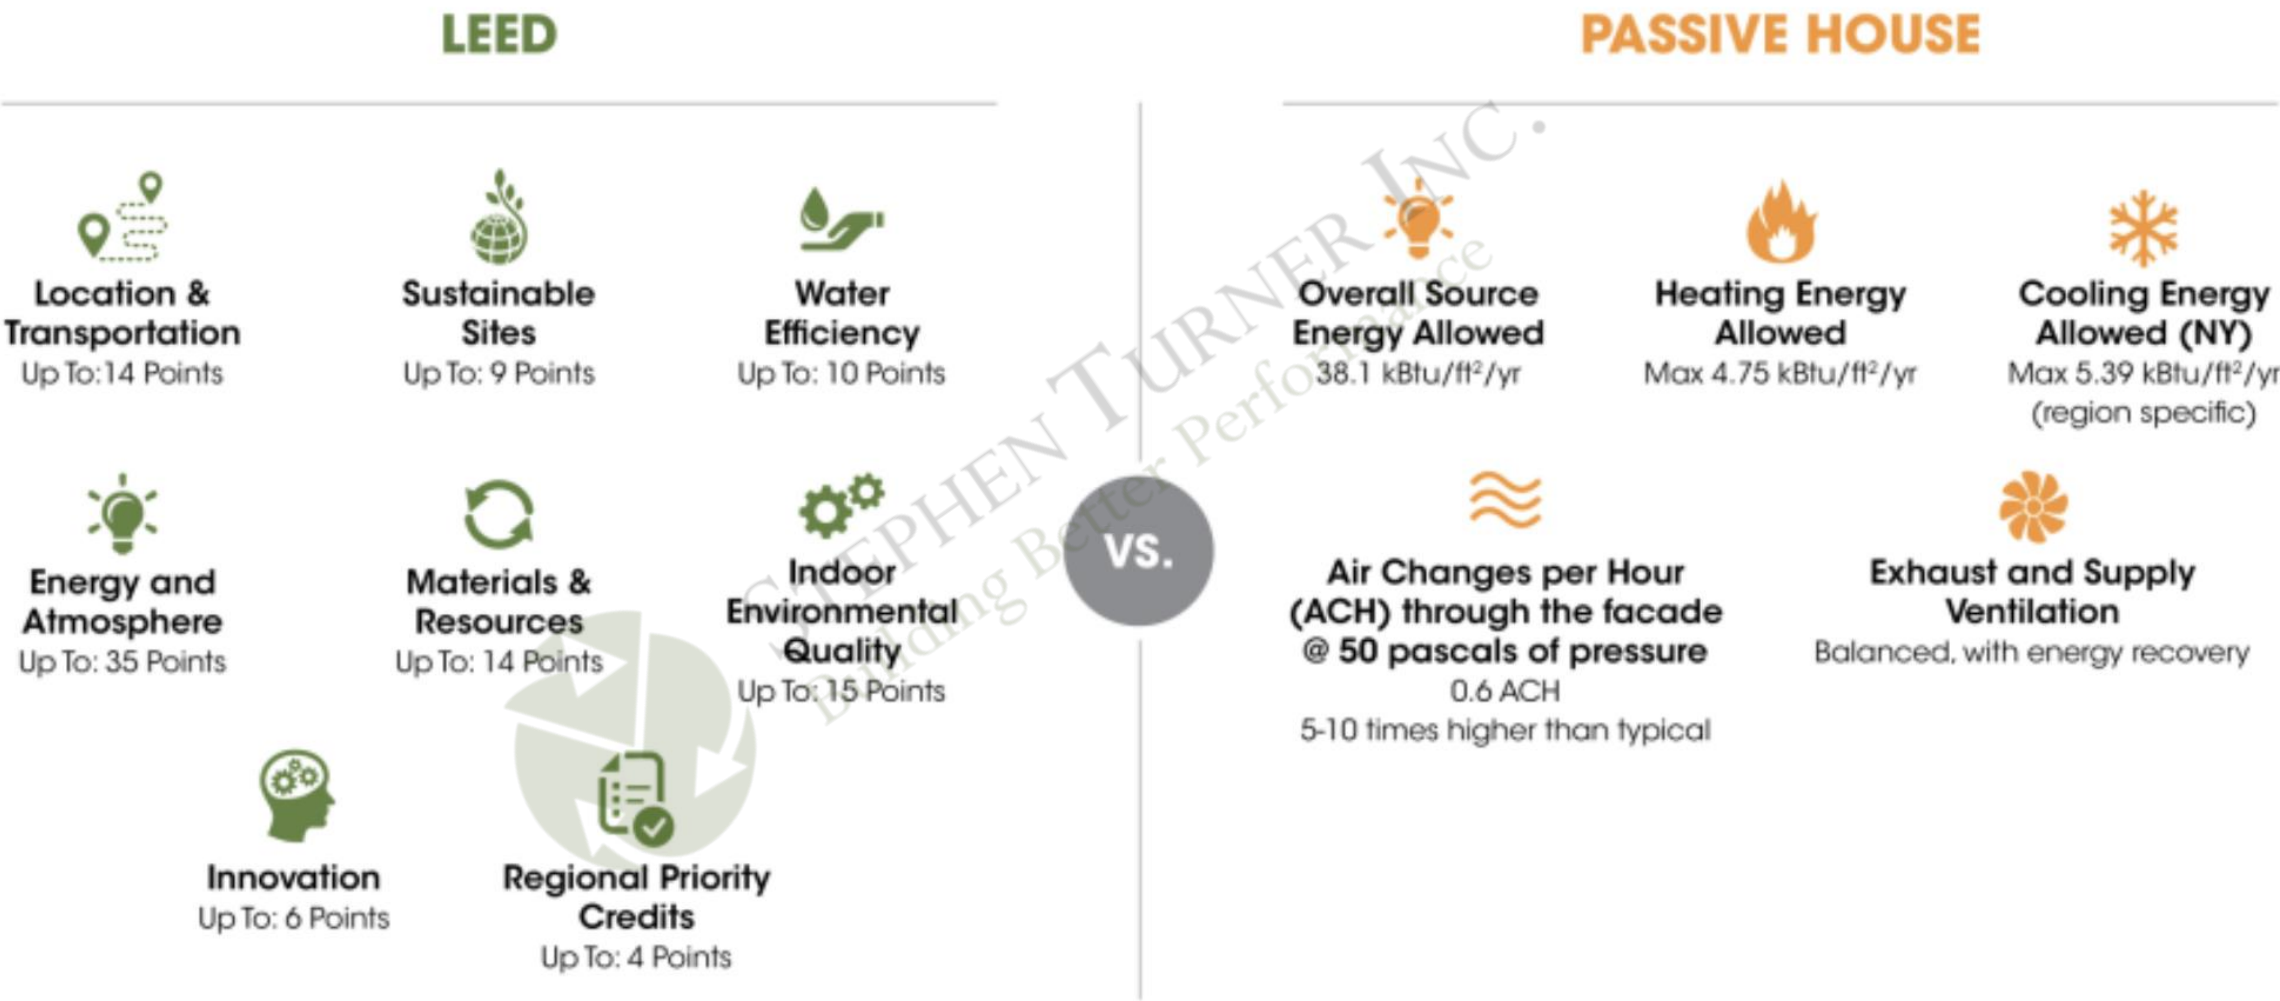 LEED
PASSIVE HOUSE
Location &
Transportation
Up To:14 Points
Sustainable
Sites
Up To: 9 Points
Water
Efficiency
Up To: 10 Points
Energy and
Atmosphere
Up To: 35 Points
Materials &
Resources
Up To: 14 Points
Indoor
Environmental
Quality
Up To: 15 Points
Innovation
Up To: 6 Points
Regional Priority
Credits
Up To: 4 Points
VS.
Overall Source
Energy Allowed
38.1 kBtu/ft²/yr
Heating Energy
Allowed
Max 4.75 kBtu/ft²/yr
Cooling Energy
Allowed (NY)
Max 5.39 kBtu/ft²/yr
(region specific)
Air Changes per Hour
(ACH) through the facade
@ 50 pascals of pressure
0.6 ACH
5-10 times higher than typical
Exhaust and Supply
Ventilation
Balanced, with energy recovery
STEPHEN TURNER INC.
Building Better Performance